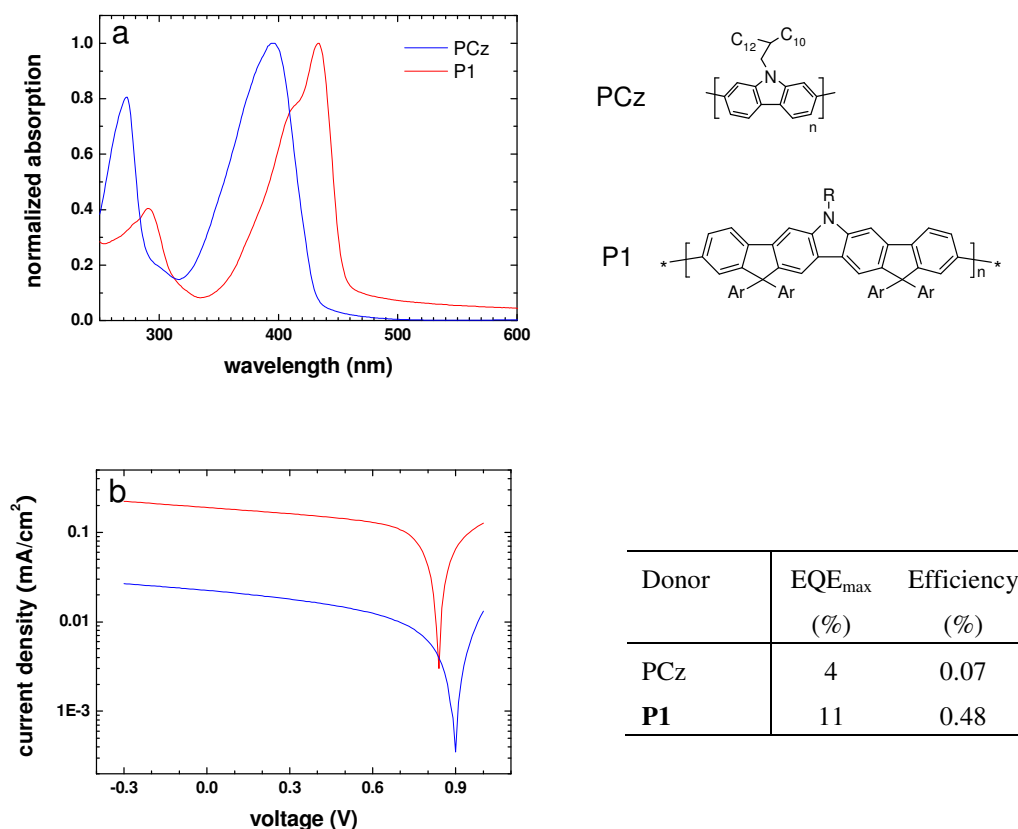 a
PCz
P1
normalized absorption
1.0
0.8
0.6
0.4
0.2
0.0
300 400 500 600
wavelength (nm)
PCz
C12 C10
N
n
P1
R
N
* n *
Ar Ar Ar Ar
b
current density (mA/cm²)
0.1
0.01
1E-3
-0.3 0.0 0.3 0.6 0.9
voltage (V)
Donor EQEmax Efficiency
(%) (%)
PCz 4 0.07
P1 11 0.48